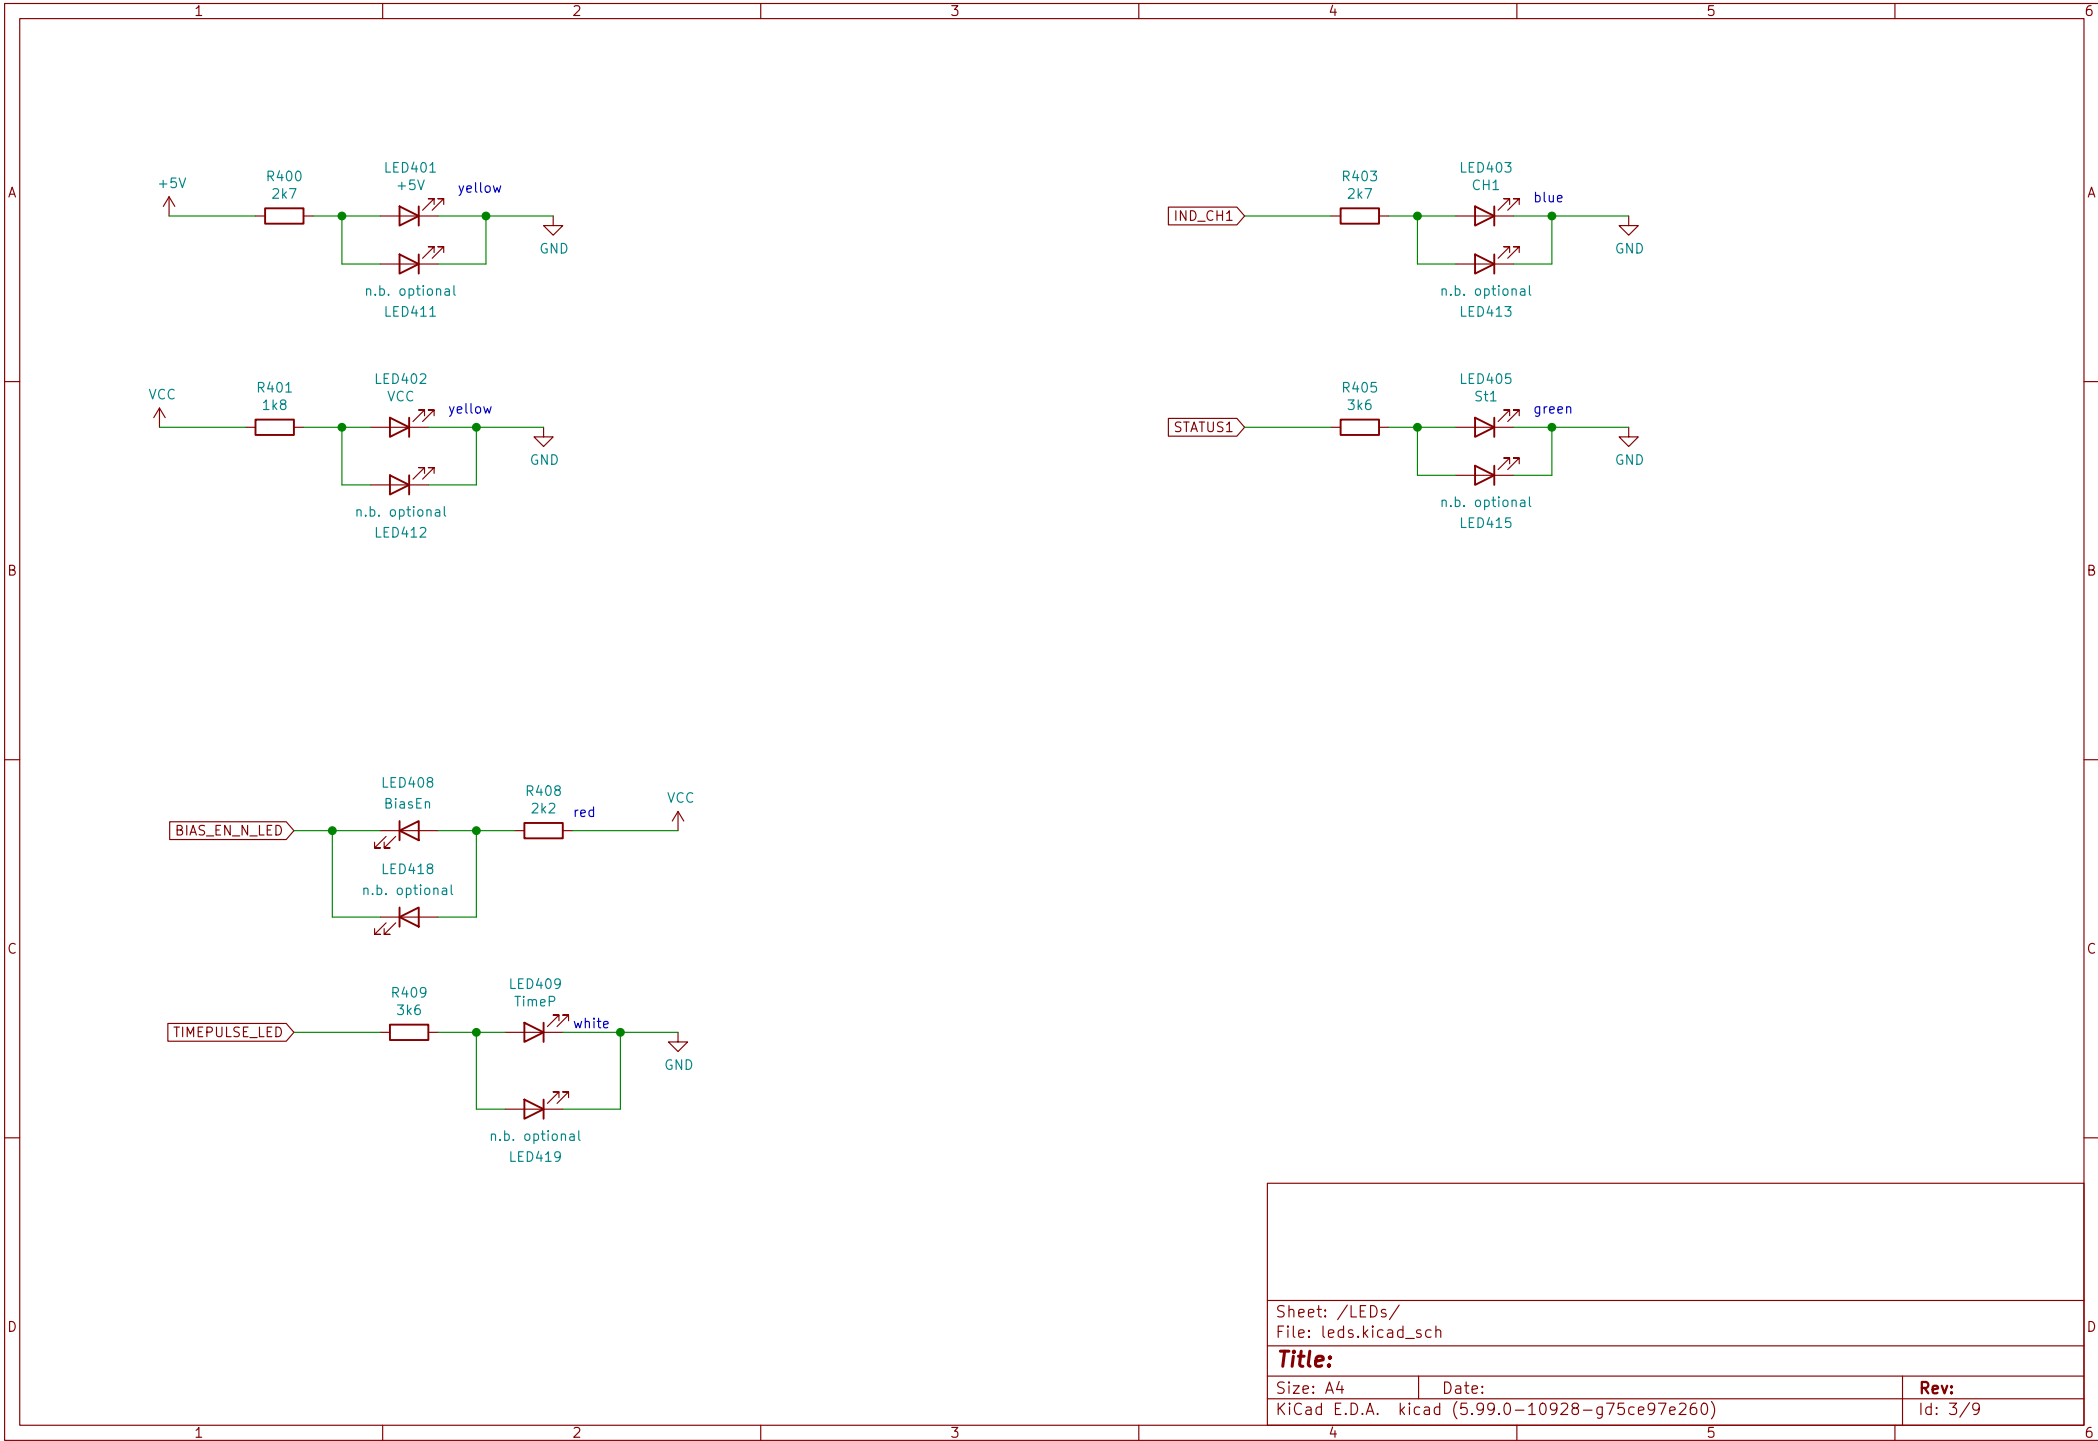 1 2 3 4 5 6
A
A
+5V
R400
2k7
LED401
+5V
yellow
GND
n.b. optional
LED411
IND_CH1
R403
2k7
LED403
CH1
blue
GND
n.b. optional
LED413
VCC
R401
1k8
LED402
VCC
yellow
GND
n.b. optional
LED412
STATUS1
R405
3k6
LED405
St1
green
GND
n.b. optional
LED415
B
B
BIAS_EN_N_LED
LED408
BiasEn
R408
2k2
red
VCC
LED418
n.b. optional
C
C
TIMEPULSE_LED
R409
3k6
LED409
TimeP
white
GND
n.b. optional
LED419
D
D
Sheet: /LEDs/
File: leds.kicad_sch
Title:
Size: A4 Date: Rev:
KiCad E.D.A. kicad (5.99.0-10928-g75ce97e260) Id: 3/9
1 2 3 4 5 6